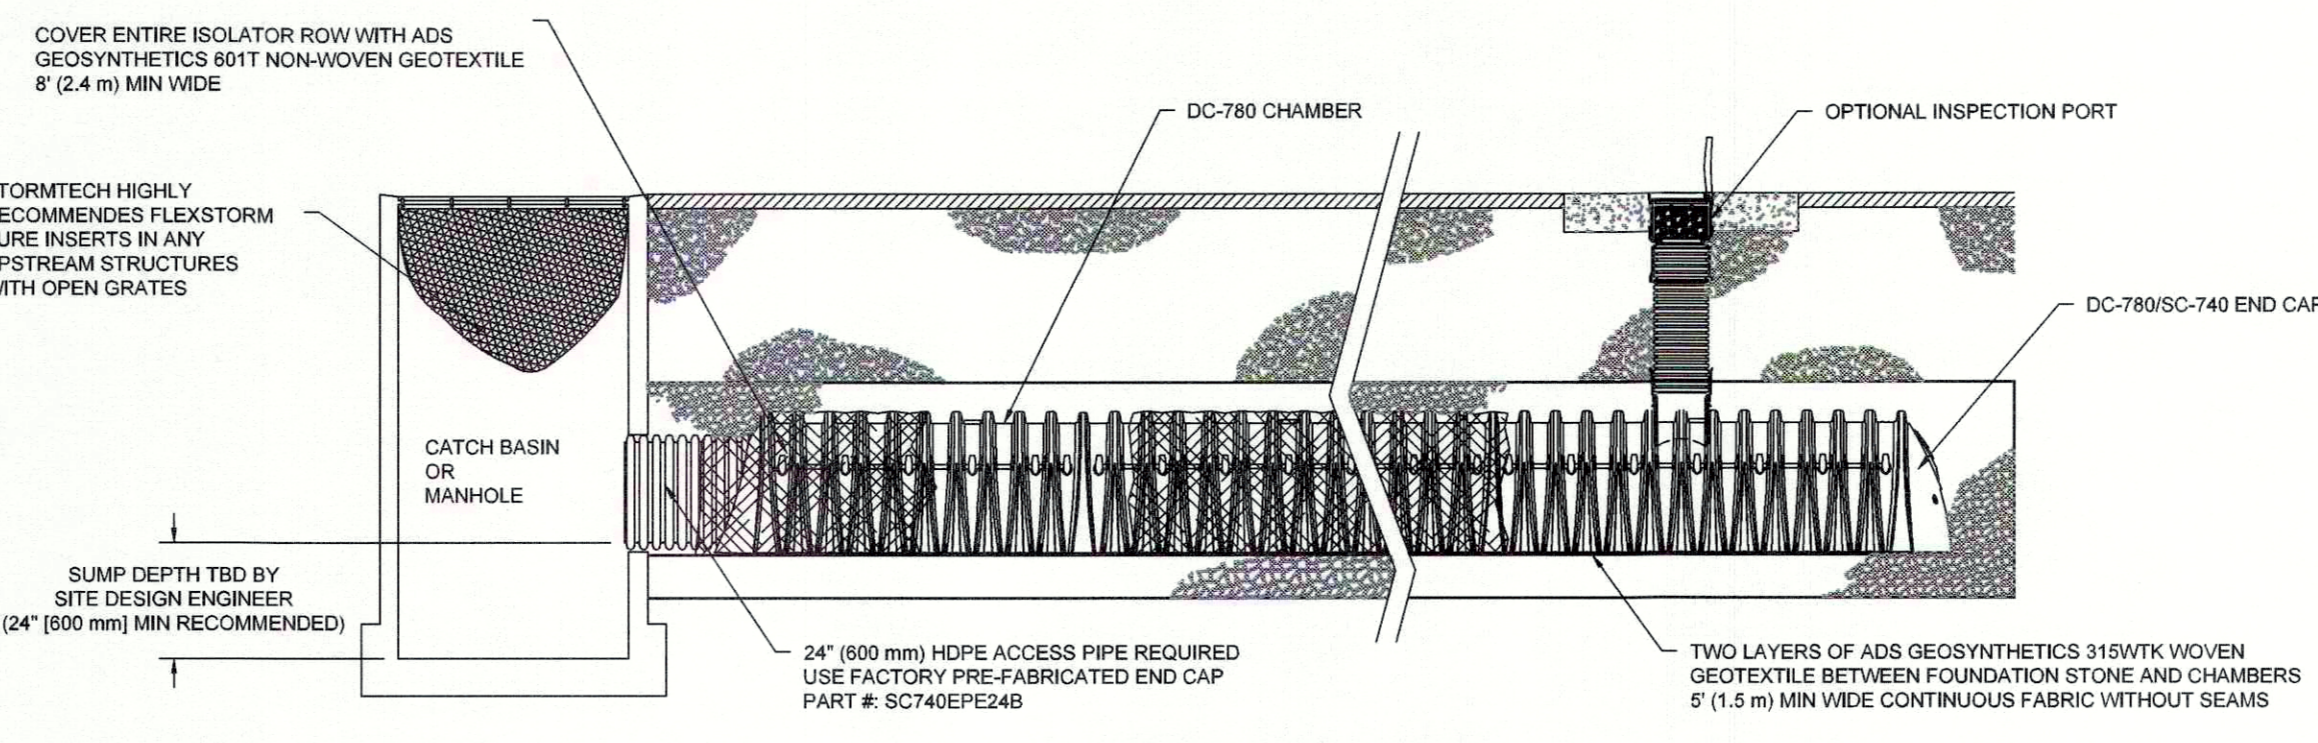 COVER ENTIRE ISOLATOR ROW WITH ADS
GEOSYNTHETICS 601T NON-WOVEN GEOTEXTILE
8' (2.4 m) MIN WIDE
DC-780 CHAMBER
OPTIONAL INSPECTION PORT
TORMTECH HIGHLY
ECOMMENDES FLEXSTORM
URE INSERTS IN ANY
PSTREAM STRUCTURES
WITH OPEN GRATES
DC-780/SC-740 END CAP
CATCH BASIN
OR
MANHOLE
SUMP DEPTH TBD BY
SITE DESIGN ENGINEER
(24" [600 mm] MIN RECOMMENDED)
24" (600 mm) HDPE ACCESS PIPE REQUIRED
USE FACTORY PRE-FABRICATED END CAP
PART #: SC740EPE24B
TWO LAYERS OF ADS GEOSYNTHETICS 315WTK WOVEN
GEOTEXTILE BETWEEN FOUNDATION STONE AND CHAMBERS
5' (1.5 m) MIN WIDE CONTINUOUS FABRIC WITHOUT SEAMS